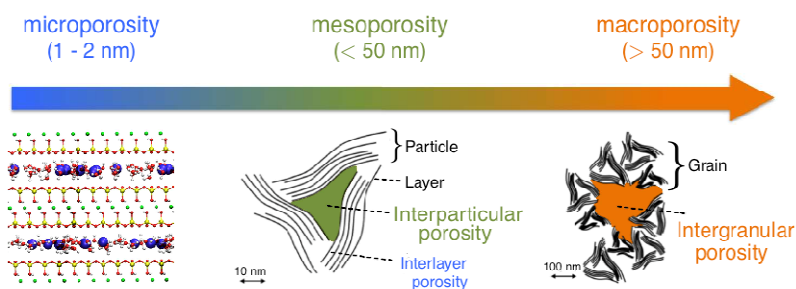 microporosity
(1 - 2 nm)
mesoporosity
(< 50 nm)
macroporosity
(> 50 nm)
Particle
Layer
Interparticular
porosity
Interlayer
porosity
10 nm
Grain
Intergranular
porosity
100 nm